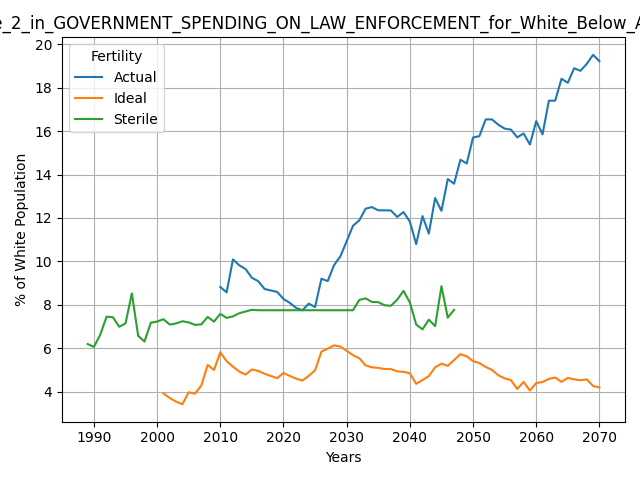 _2_in_GOVERNMENT_SPENDING_ON_LAW_ENFORCEMENT_for_White_Below_A
Fertility
Actual
Ideal
Sterile
% of White Population
20
18
16
14
12
10
8
6
4
1990 2000 2010 2020 2030 2040 2050 2060 2070
Years